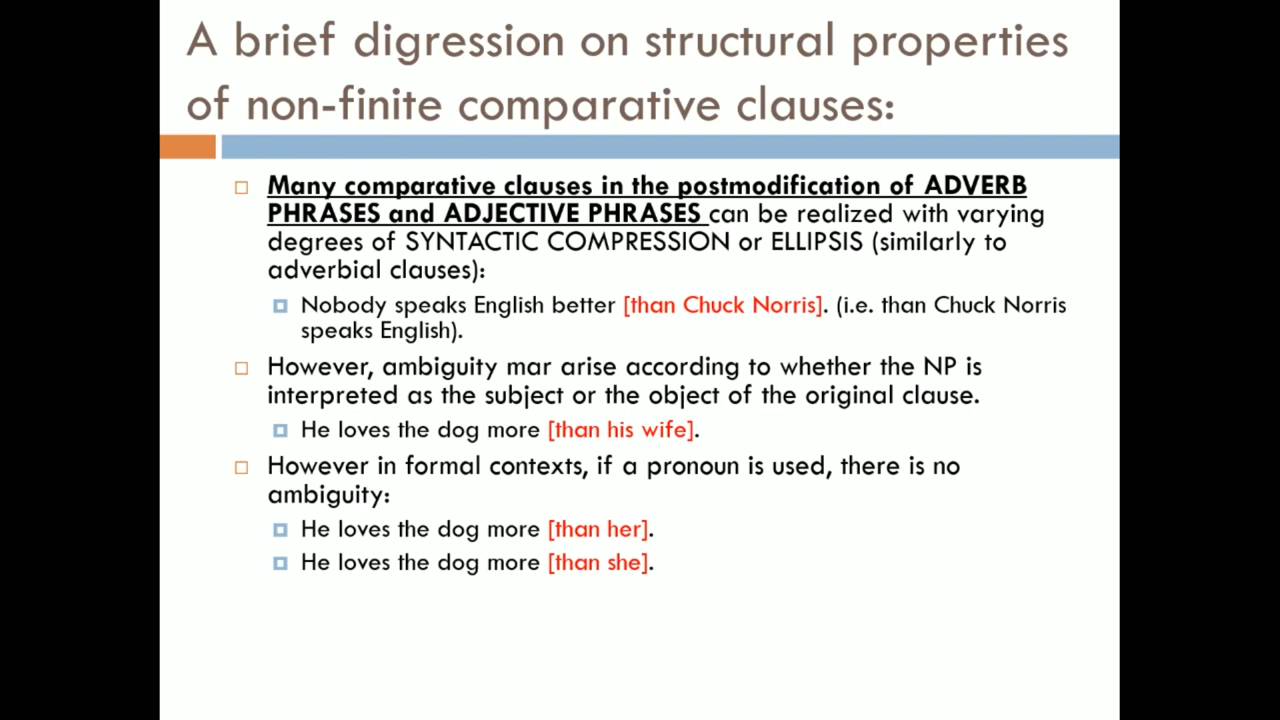 A brief digression on structural properties
of non-finite comparative clauses:
Many comparative clauses in the postmodification of ADVERB
PHRASES and ADJECTIVE PHRASES can be realized with varying
degrees of SYNTACTIC COMPRESSION or ELLIPSIS (similarly to
adverbial clauses):
Nobody speaks English better [than Chuck Norris]. (i.e. than Chuck Norris
speaks English).
However, ambiguity mar arise according to whether the NP is
interpreted as the subject or the object of the original clause.
He loves the dog more [than his wife].
However in formal contexts, if a pronoun is used, there is no
ambiguity:
He loves the dog more [than her].
He loves the dog more [than she].